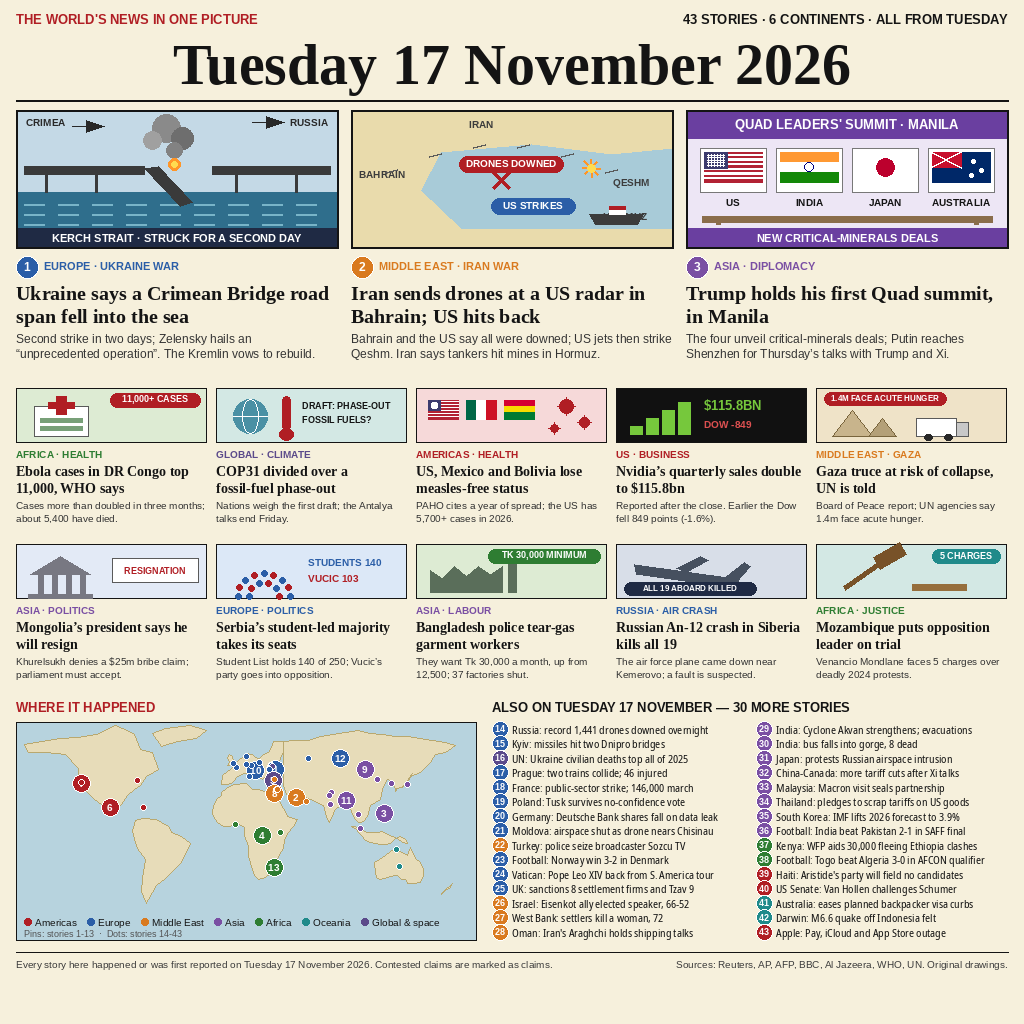 THE WORLD'S NEWS IN ONE PICTURE
43 STORIES · 6 CONTINENTS · ALL FROM TUESDAY
Tuesday 17 November 2026
CRIMEA
RUSSIA
KERCH STRAIT · STRUCK FOR A SECOND DAY
IRAN
DRONES DOWNED
BAHRAIN
QESHM
US STRIKES
QUAD LEADERS' SUMMIT · MANILA
US
INDIA
JAPAN
AUSTRALIA
NEW CRITICAL-MINERALS DEALS
1 EUROPE · UKRAINE WAR
Ukraine says a Crimean Bridge road
span fell into the sea
Second strike in two days; Zelensky hails an
“unprecedented operation”. The Kremlin vows to rebuild.
2 MIDDLE EAST · IRAN WAR
Iran sends drones at a US radar in
Bahrain; US hits back
Bahrain and the US say all were downed; US jets then strike
Qeshm. Iran says tankers hit mines in Hormuz.
3 ASIA · DIPLOMACY
Trump holds his first Quad summit,
in Manila
The four unveil critical-minerals deals; Putin reaches
Shenzhen for Thursday’s talks with Trump and Xi.
11,000+ CASES
AFRICA · HEALTH
Ebola cases in DR Congo top
11,000, WHO says
Cases more than doubled in three months;
about 5,400 have died.
DRAFT: PHASE-OUT
FOSSIL FUELS?
GLOBAL · CLIMATE
COP31 divided over a
fossil-fuel phase-out
Nations weigh the first draft; the Antalya
talks end Friday.
AMERICAS · HEALTH
US, Mexico and Bolivia lose
measles-free status
PAHO cites a year of spread; the US has
5,700+ cases in 2026.
$115.8BN
DOW -849
US · BUSINESS
Nvidia’s quarterly sales double
to $115.8bn
Reported after the close. Earlier the Dow
fell 849 points (-1.6%).
1.4M FACE ACUTE HUNGER
MIDDLE EAST · GAZA
Gaza truce at risk of collapse,
UN is told
Board of Peace report; UN agencies say
1.4m face acute hunger.
RESIGNATION
ASIA · POLITICS
Mongolia’s president says he
will resign
Khurelsukh denies a $25m bribe claim;
parliament must accept.
STUDENTS 140
VUCIC 103
EUROPE · POLITICS
Serbia’s student-led majority
takes its seats
Student List holds 140 of 250; Vucic’s
party goes into opposition.
TK 30,000 MINIMUM
ASIA · LABOUR
Bangladesh police tear-gas
garment workers
They want Tk 30,000 a month, up from
12,500; 37 factories shut.
ALL 19 ABOARD KILLED
RUSSIA · AIR CRASH
Russian An-12 crash in Siberia
kills all 19
The air force plane came down near
Kemerovo; a fault is suspected.
5 CHARGES
AFRICA · JUSTICE
Mozambique puts opposition
leader on trial
Venancio Mondlane faces 5 charges over
deadly 2024 protests.
WHERE IT HAPPENED
12
9
2
11
6
3
4
13
Americas
Europe
Middle East
Asia
Africa
Oceania
Global & space
Pins: stories 1-13 · Dots: stories 14-43
ALSO ON TUESDAY 17 NOVEMBER — 30 MORE STORIES
14 Russia: record 1,441 drones downed overnight
15 Kyiv: missiles hit two Dnipro bridges
16 UN: Ukraine civilian deaths top all of 2025
17 Prague: two trains collide; 46 injured
18 France: public-sector strike; 146,000 march
19 Poland: Tusk survives no-confidence vote
20 Germany: Deutsche Bank shares fall on data leak
21 Moldova: airspace shut as drone nears Chisinau
22 Turkey: police seize broadcaster Sozcu TV
23 Football: Norway win 3-2 in Denmark
24 Vatican: Pope Leo XIV back from S. America tour
25 UK: sanctions 8 settlement firms and Tzav 9
26 Israel: Eisenkot ally elected speaker, 66-52
27 West Bank: settlers kill a woman, 72
28 Oman: Iran's Araghchi holds shipping talks
29 India: Cyclone Akvan strengthens; evacuations
30 India: bus falls into gorge, 8 dead
31 Japan: protests Russian airspace intrusion
32 China-Canada: more tariff cuts after Xi talks
33 Malaysia: Macron visit seals partnership
34 Thailand: pledges to scrap tariffs on US goods
35 South Korea: IMF lifts 2026 forecast to 3.9%
36 Football: India beat Pakistan 2-1 in SAFF final
37 Kenya: WFP aids 30,000 fleeing Ethiopia clashes
38 Football: Togo beat Algeria 3-0 in AFCON qualifier
39 Haiti: Aristide's party will field no candidates
40 US Senate: Van Hollen challenges Schumer
41 Australia: eases planned backpacker visa curbs
42 Darwin: M6.6 quake off Indonesia felt
43 Apple: Pay, iCloud and App Store outage
Every story here happened or was first reported on Tuesday 17 November 2026. Contested claims are marked as claims.
Sources: Reuters, AP, AFP, BBC, Al Jazeera, WHO, UN. Original drawings.